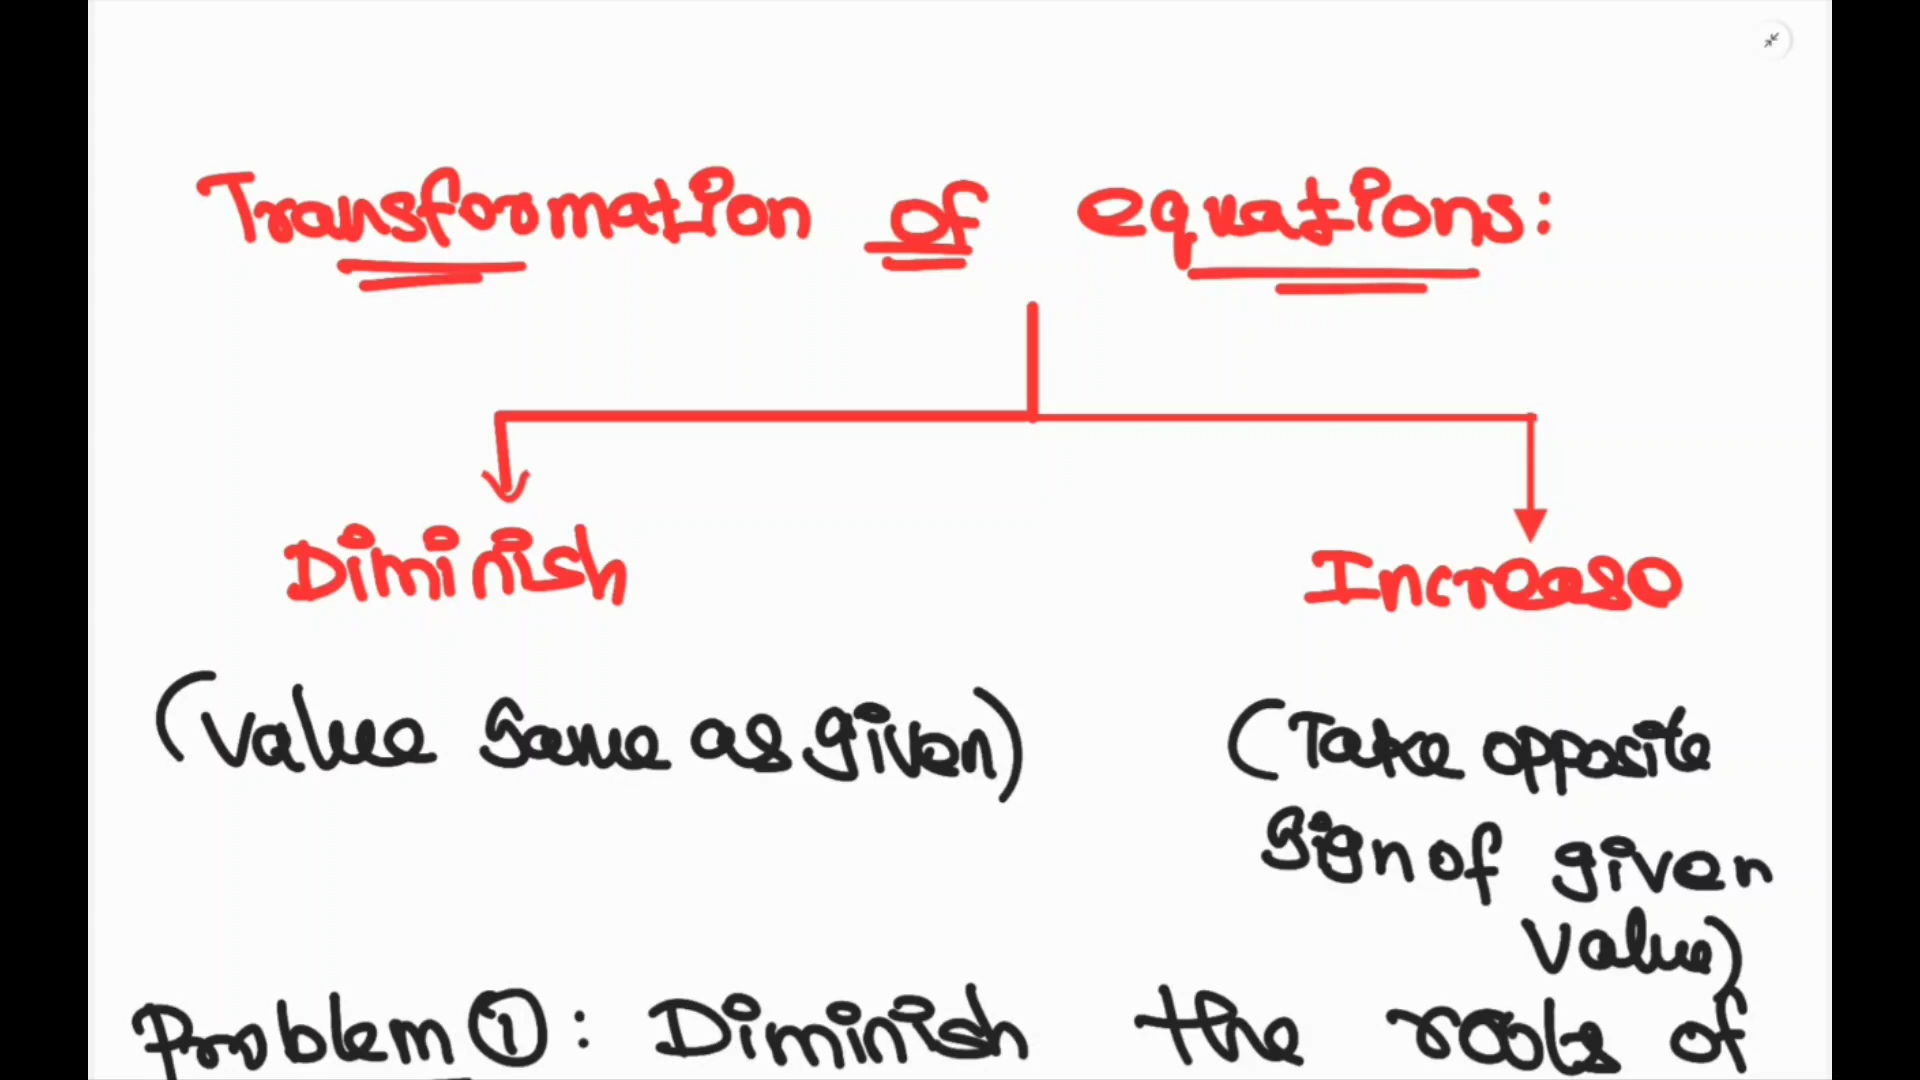 Transformation of equations:
Diminish
Increase
(Value same as given)
(Take opposite
sign of given
value)
Problem ①: Diminish the roots of